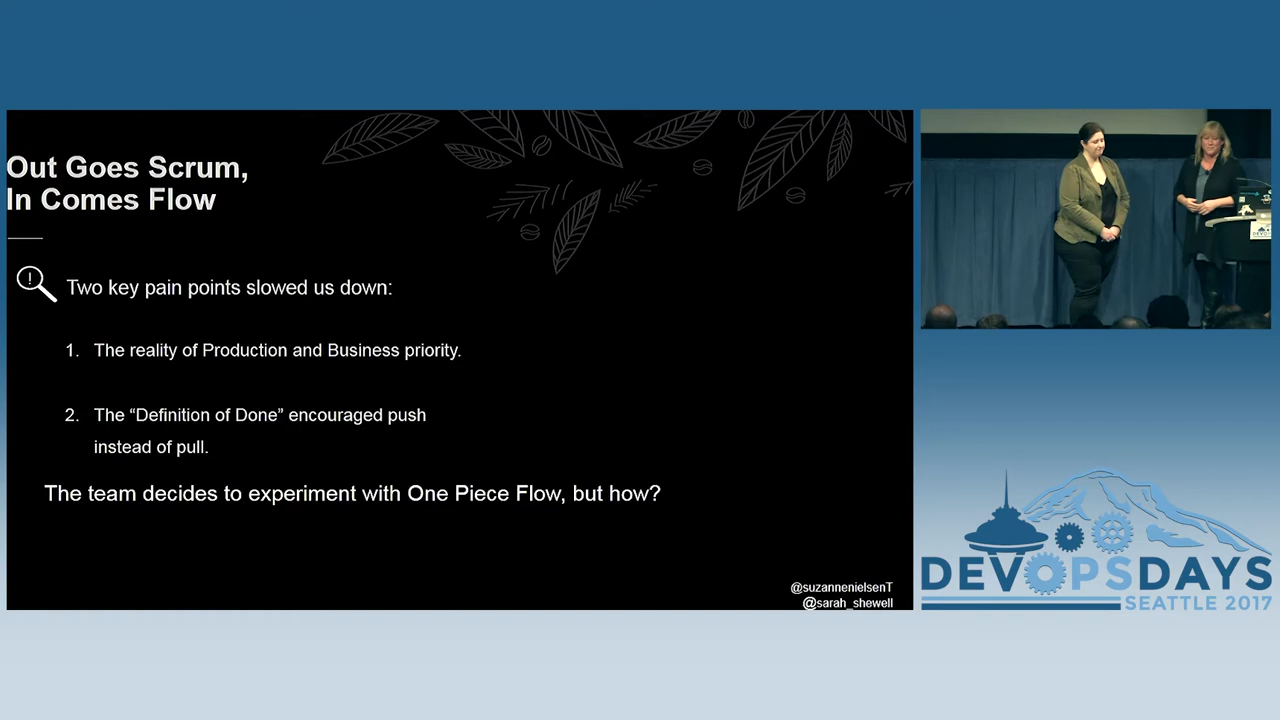 Out Goes Scrum,
In Comes Flow
Two key pain points slowed us down:
1. The reality of Production and Business priority.
2. The “Definition of Done” encouraged push
instead of pull.
The team decides to experiment with One Piece Flow, but how?
@suzannenielsenT
@sarah_shewell
DEVOPSDAYS
SEATTLE 2017